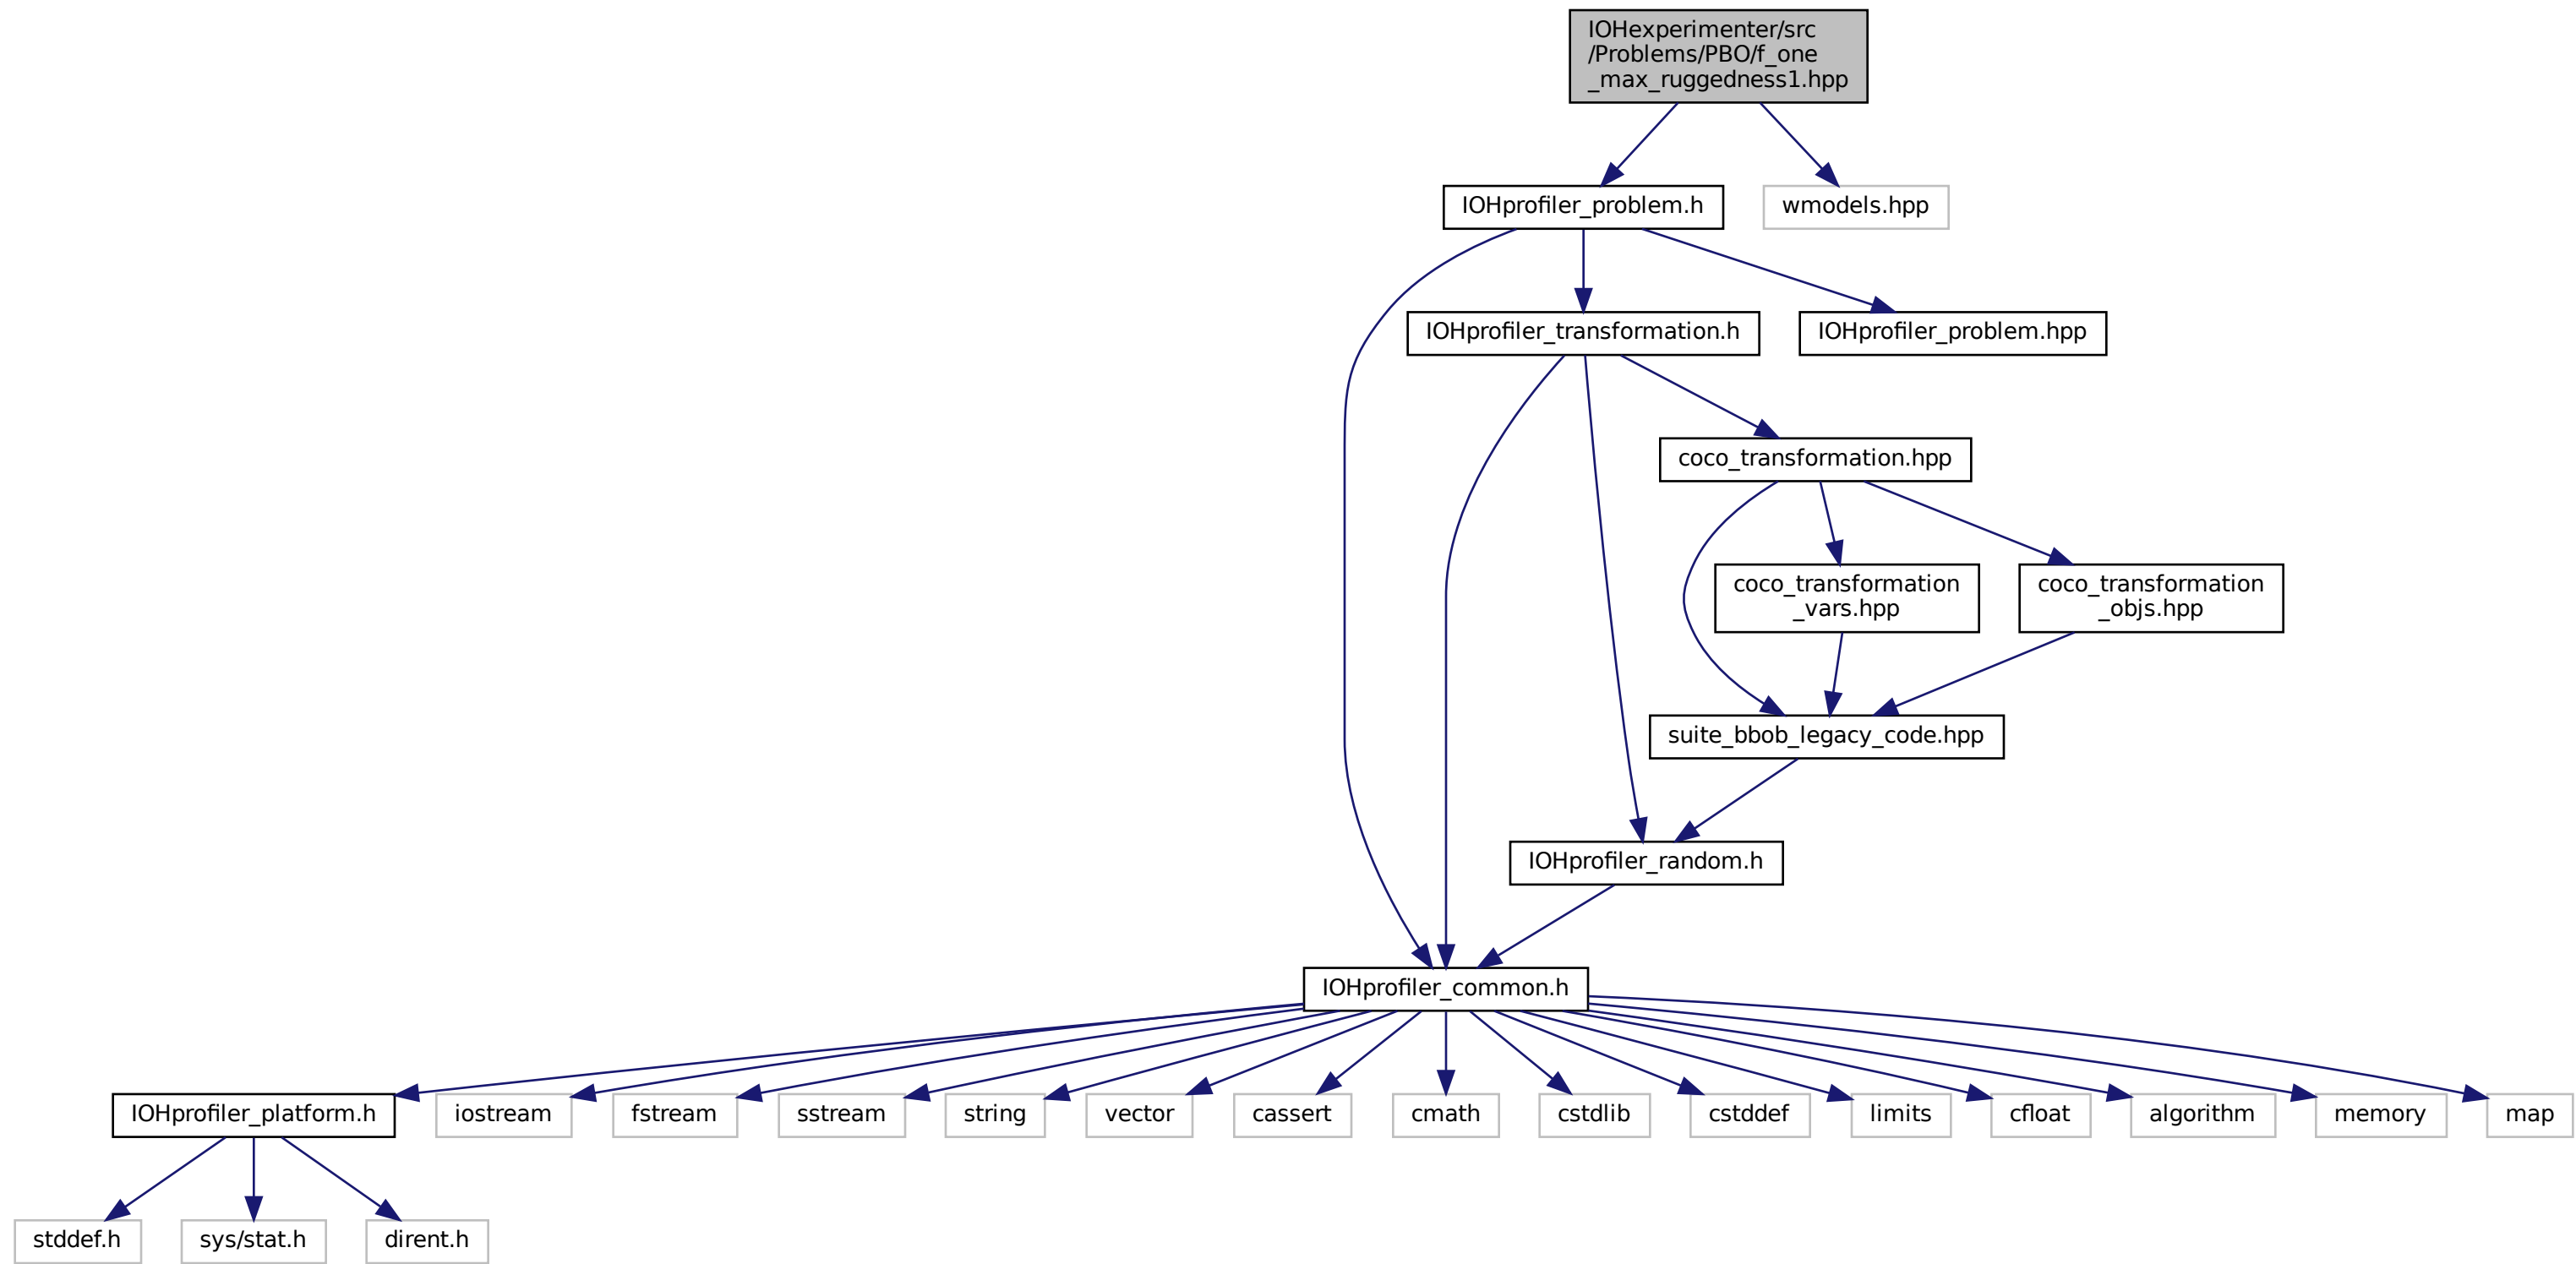 IOHexperimenter/src
/Problems/PBO/f_one
_max_ruggedness1.hpp
IOHprofiler_problem.h
wmodels.hpp
IOHprofiler_transformation.h
IOHprofiler_problem.hpp
coco_transformation.hpp
coco_transformation
_vars.hpp
coco_transformation
_objs.hpp
suite_bbob_legacy_code.hpp
IOHprofiler_random.h
IOHprofiler_common.h
IOHprofiler_platform.h
iostream
fstream
sstream
string
vector
cassert
cmath
cstdlib
cstddef
limits
cfloat
algorithm
memory
map
stddef.h
sys/stat.h
dirent.h